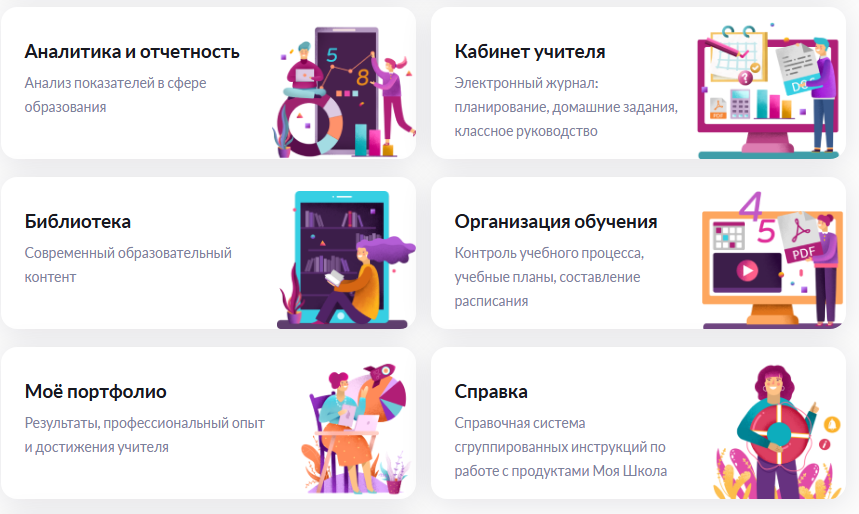 Аналитика и отчетность
Анализ показателей в сфере
образования
5
8
Кабинет учителя
Электронный журнал:
планирование, домашние задания,
классное руководство
?
PDF
Библиотека
Современный образовательный
контент
Организация обучения
Контроль учебного процесса,
учебные планы, составление
расписания
4
5
PDF
Моё портфолио
Результаты, профессиональный опыт
и достижения учителя
Справка
Справочная система
сгруппированных инструкций по
работе с продуктами Моя Школа